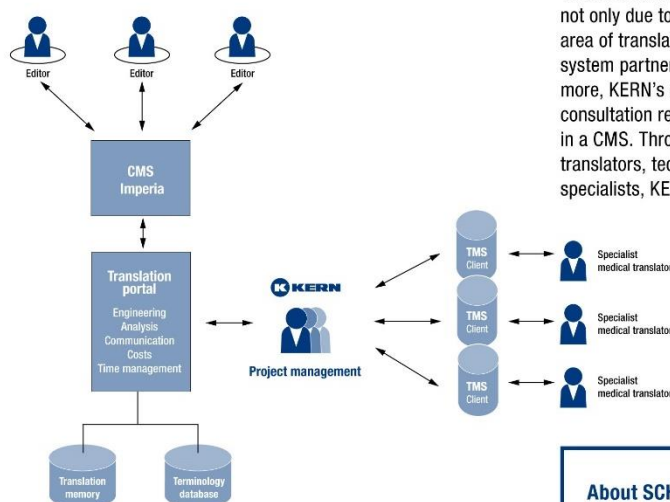 Editor
Editor
Editor
CMS
Imperia
Translation
portal
Engineering
Analysis
Communication
Costs
Time management
Translation
memory
Terminology
database
K KERN
Project management
TMS
Client
TMS
Client
TMS
Client
Specialist
medical translator
Specialist
medical translator
Specialist
medical translator
not only due to
area of transla
system partner
more, KERN's
consultation re
in a CMS. Thro
translators, tec
specialists, KE
About SCH